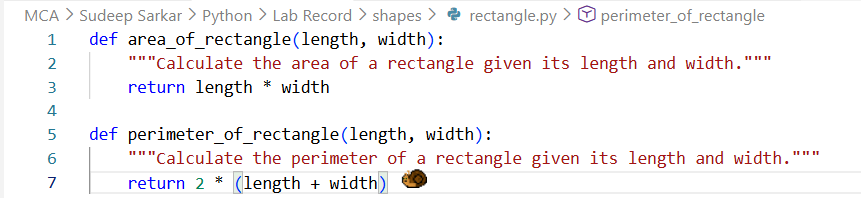 MCA > Sudeep Sarkar > Python > Lab Record > shapes > rectangle.py > perimeter_of_rectangle
1 def area_of_rectangle(length, width):
2     """Calculate the area of a rectangle given its length and width."""
3     return length * width
4
5 def perimeter_of_rectangle(length, width):
6     """Calculate the perimeter of a rectangle given its length and width."""
7     return 2 * (length + width)